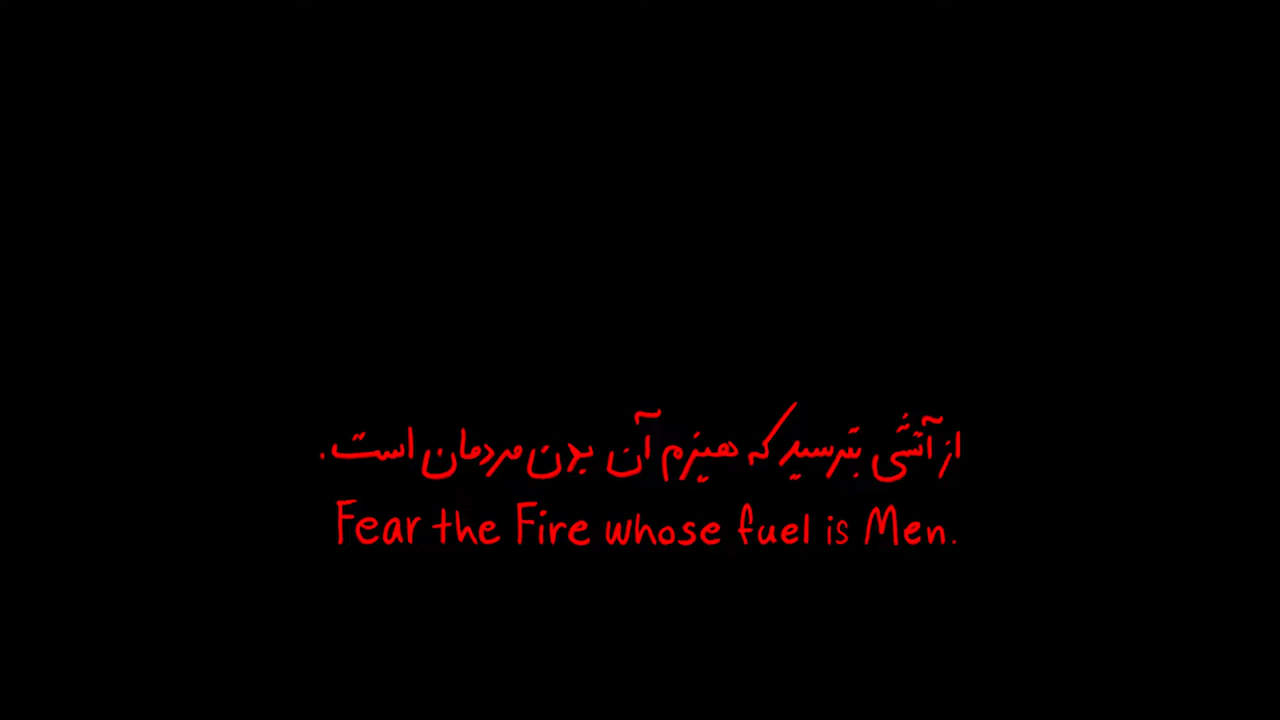 از آتشی بترسید که هیزم آن بدن مردمان است.
Fear the Fire whose fuel is Men.